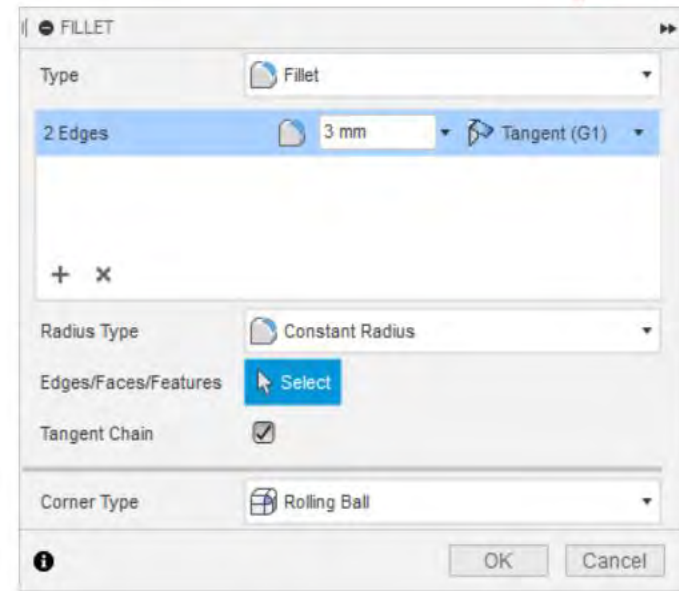 FILLET
Type Fillet
2 Edges 3 mm Tangent (G1)
Radius Type Constant Radius
Edges/Faces/Features Select
Tangent Chain
Corner Type Rolling Ball
OK Cancel